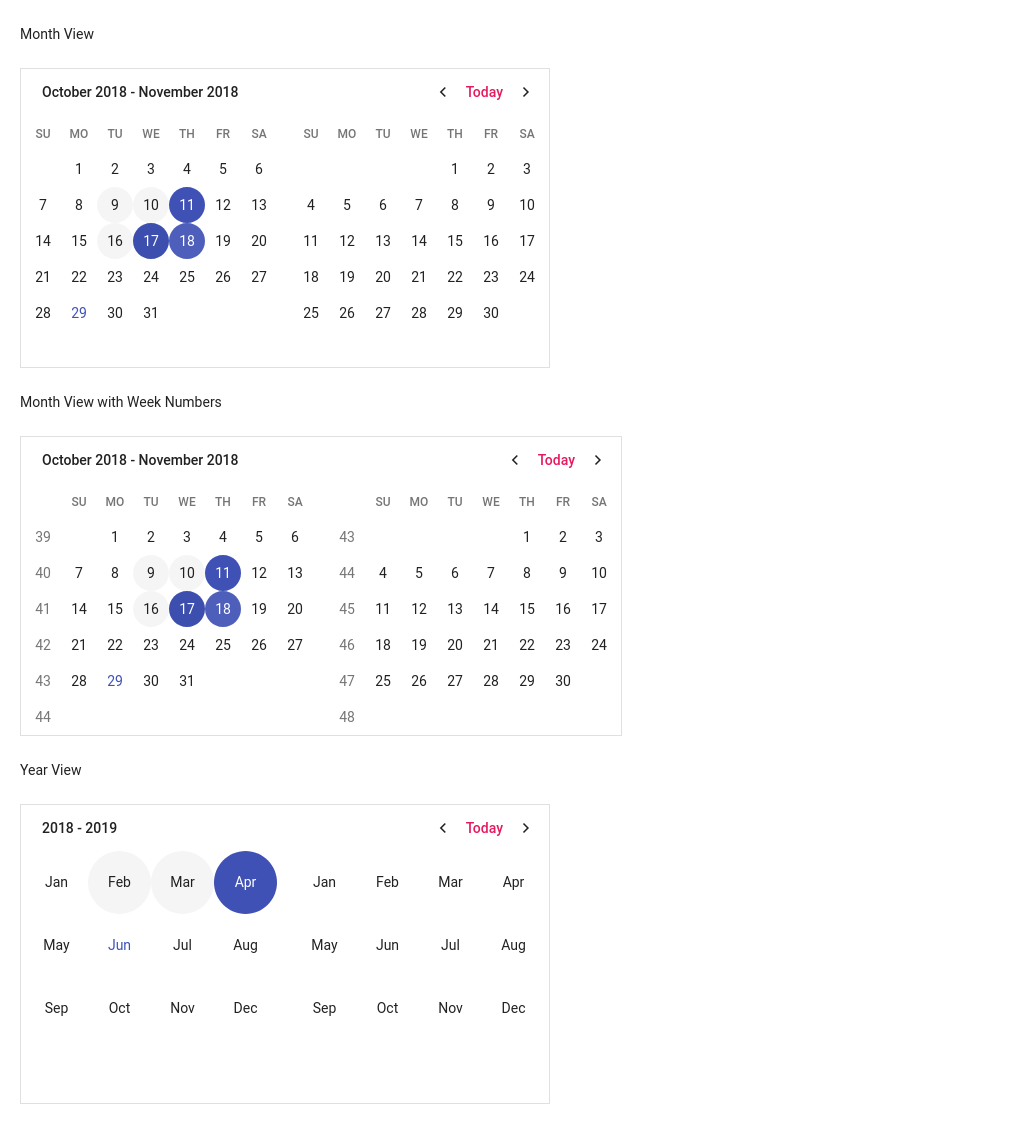 Month View
October 2018 - November 2018 Today
SU MO TU WE TH FR SA SU MO TU WE TH FR SA
1 2 3 4 5 6 1 2 3
7 8 9 10 11 12 13 4 5 6 7 8 9 10
14 15 16 17 18 19 20 11 12 13 14 15 16 17
21 22 23 24 25 26 27 18 19 20 21 22 23 24
28 29 30 31 25 26 27 28 29 30
Month View with Week Numbers
October 2018 - November 2018 Today
SU MO TU WE TH FR SA SU MO TU WE TH FR SA
39 1 2 3 4 5 6 43 1 2 3
40 7 8 9 10 11 12 13 44 4 5 6 7 8 9 10
41 14 15 16 17 18 19 20 45 11 12 13 14 15 16 17
42 21 22 23 24 25 26 27 46 18 19 20 21 22 23 24
43 28 29 30 31 47 25 26 27 28 29 30
44 48
Year View
2018 - 2019 Today
Jan Feb Mar Apr Jan Feb Mar Apr
May Jun Jul Aug May Jun Jul Aug
Sep Oct Nov Dec Sep Oct Nov Dec